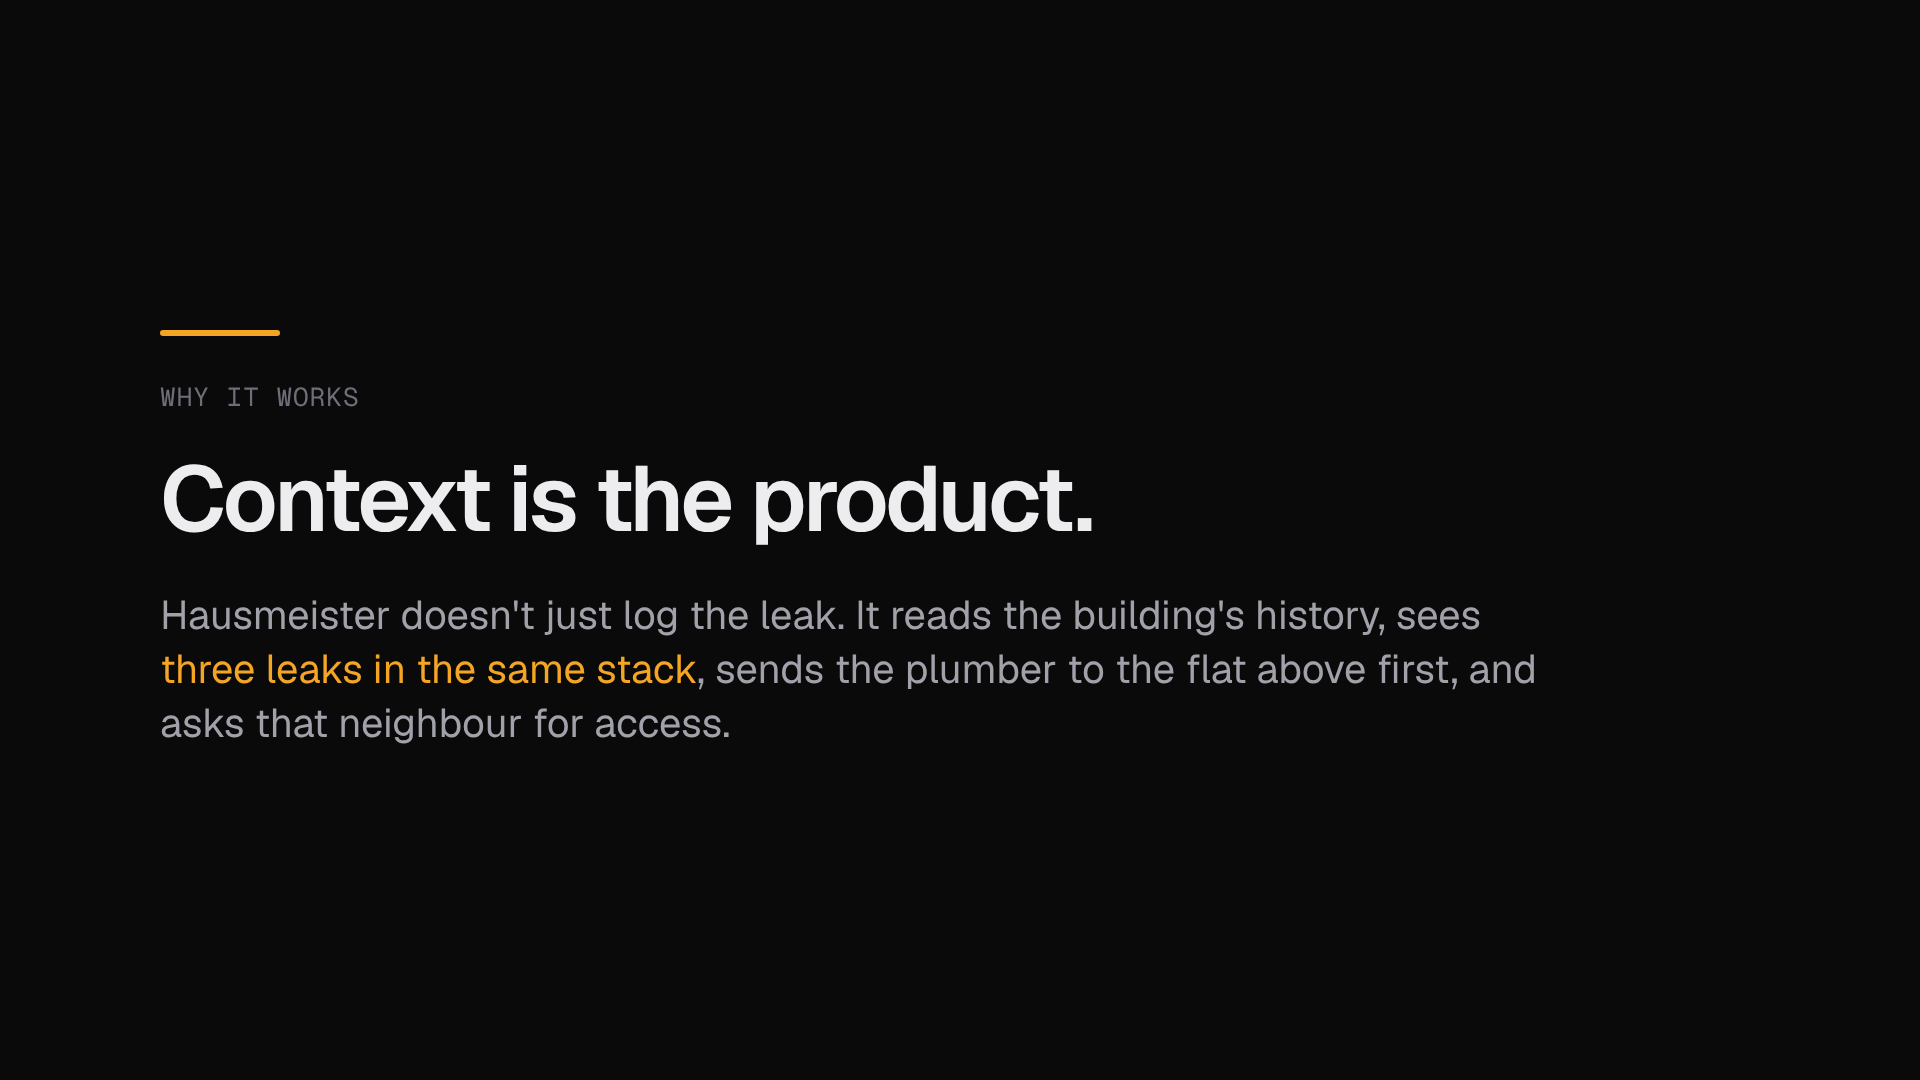 WHY IT WORKS
Context is the product.
Hausmeister doesn't just log the leak. It reads the building's history, sees
three leaks in the same stack, sends the plumber to the flat above first, and
asks that neighbour for access.